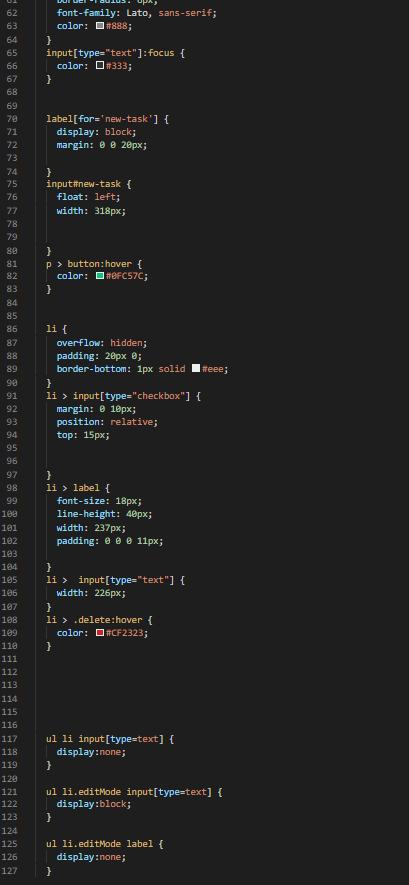 61 border-radius: 6px;
62 font-family: Lato, sans-serif;
63 color: #888;
64 }
65 input[type="text"]:focus {
66 color: #333;
67 }
68
69
70 label[for='new-task'] {
71 display: block;
72 margin: 0 0 20px;
73
74 }
75 input#new-task {
76 float: left;
77 width: 318px;
78
79
80 }
81 p > button:hover {
82 color: #0FC57C;
83 }
84
85
86 li {
87 overflow: hidden;
88 padding: 20px 0;
89 border-bottom: 1px solid #eee;
90 }
91 li > input[type="checkbox"] {
92 margin: 0 10px;
93 position: relative;
94 top: 15px;
95
96
97 }
98 li > label {
99 font-size: 18px;
100 line-height: 40px;
101 width: 237px;
102 padding: 0 0 0 11px;
103
104 }
105 li >  input[type="text"] {
106 width: 226px;
107 }
108 li > .delete:hover {
109 color: #CF2323;
110 }
111
112
113
114
115
116
117 ul li input[type=text] {
118 display:none;
119 }
120
121 ul li.editMode input[type=text] {
122 display:block;
123 }
124
125 ul li.editMode label {
126 display:none;
127 }